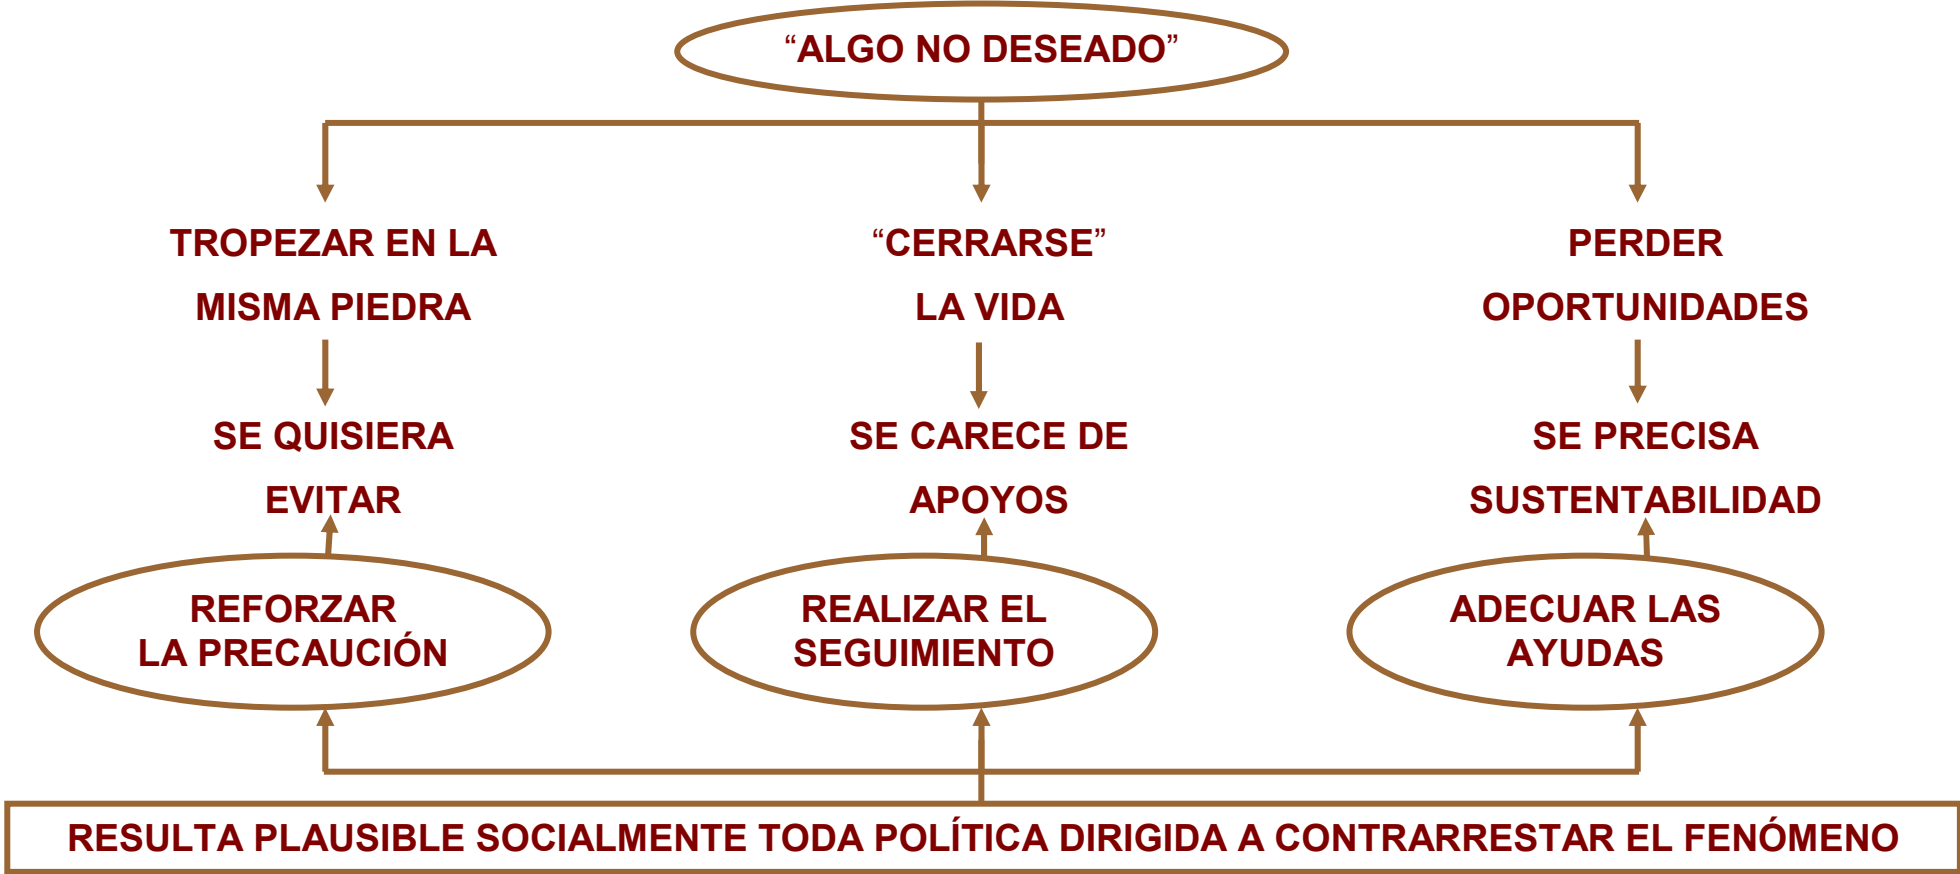 “ALGO NO DESEADO”
TROPEZAR EN LA
MISMA PIEDRA
“CERRARSE”
LA VIDA
PERDER
OPORTUNIDADES
SE QUISIERA
EVITAR
SE CARECE DE
APOYOS
SE PRECISA
SUSTENTABILIDAD
REFORZAR
LA PRECAUCIÓN
REALIZAR EL
SEGUIMIENTO
ADECUAR LAS
AYUDAS
RESULTA PLAUSIBLE SOCIALMENTE TODA POLÍTICA DIRIGIDA A CONTRARRESTAR EL FENÓMENO